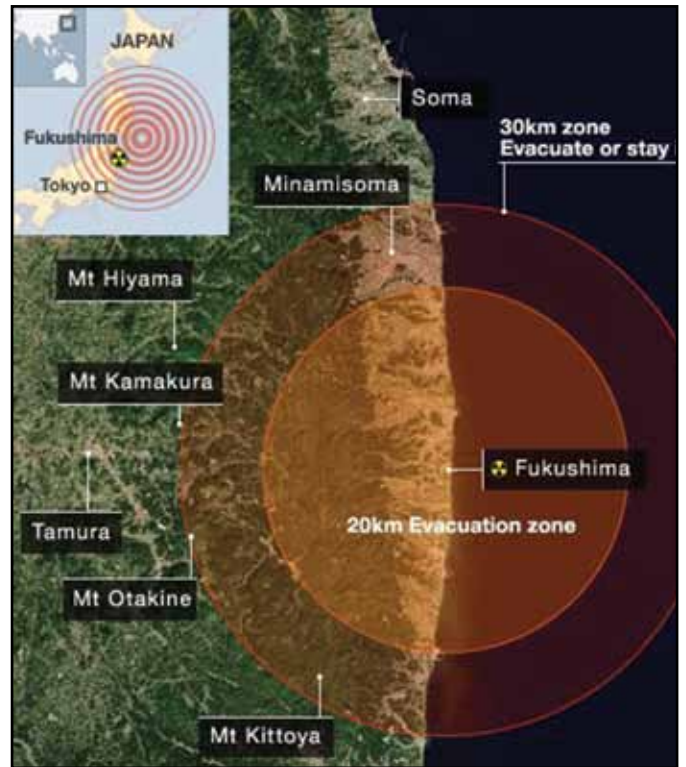 JAPAN
Fukushima
Tokyo
Soma
30km zone
Evacuate or stay
Minamisoma
Mt Hiyama
Mt Kamakura
Fukushima
20km Evacuation zone
Tamura
Mt Otakine
Mt Kittoya